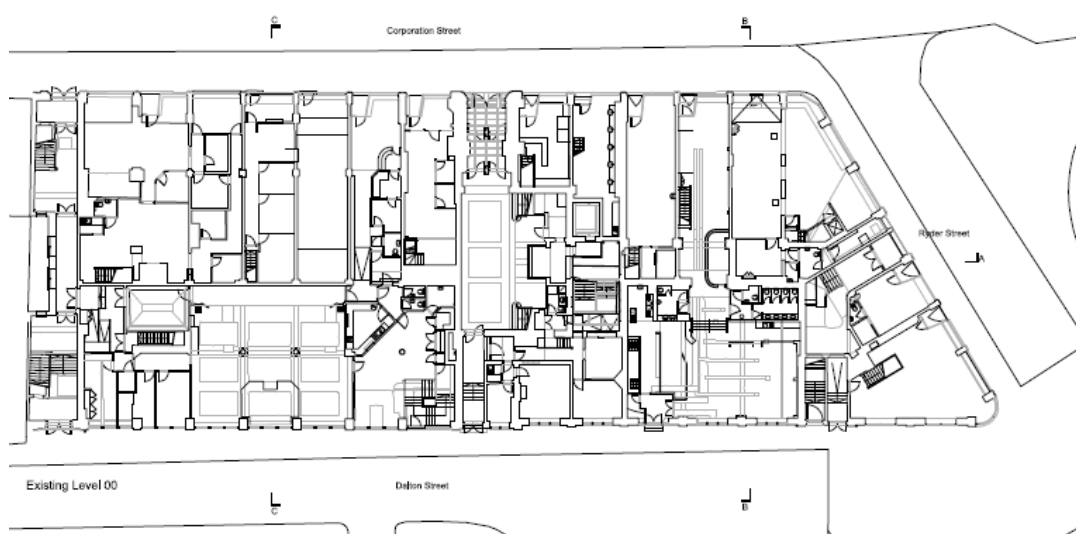 C
B
Corporation Street
Ryder Street
A
Existing Level 00
Dalton Street
C
B